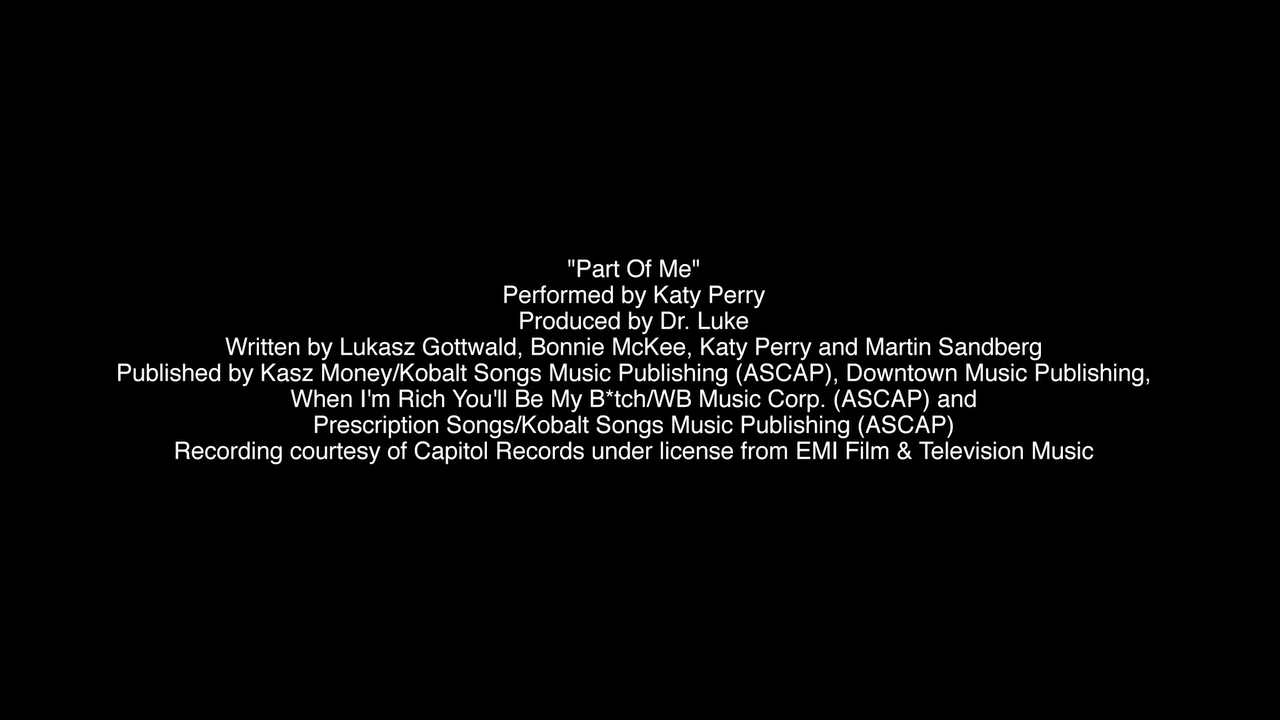 "Part Of Me"
Performed by Katy Perry
Produced by Dr. Luke
Written by Lukasz Gottwald, Bonnie McKee, Katy Perry and Martin Sandberg
Published by Kasz Money/Kobalt Songs Music Publishing (ASCAP), Downtown Music Publishing,
When I'm Rich You'll Be My B*tch/WB Music Corp. (ASCAP) and
Prescription Songs/Kobalt Songs Music Publishing (ASCAP)
Recording courtesy of Capitol Records under license from EMI Film & Television Music